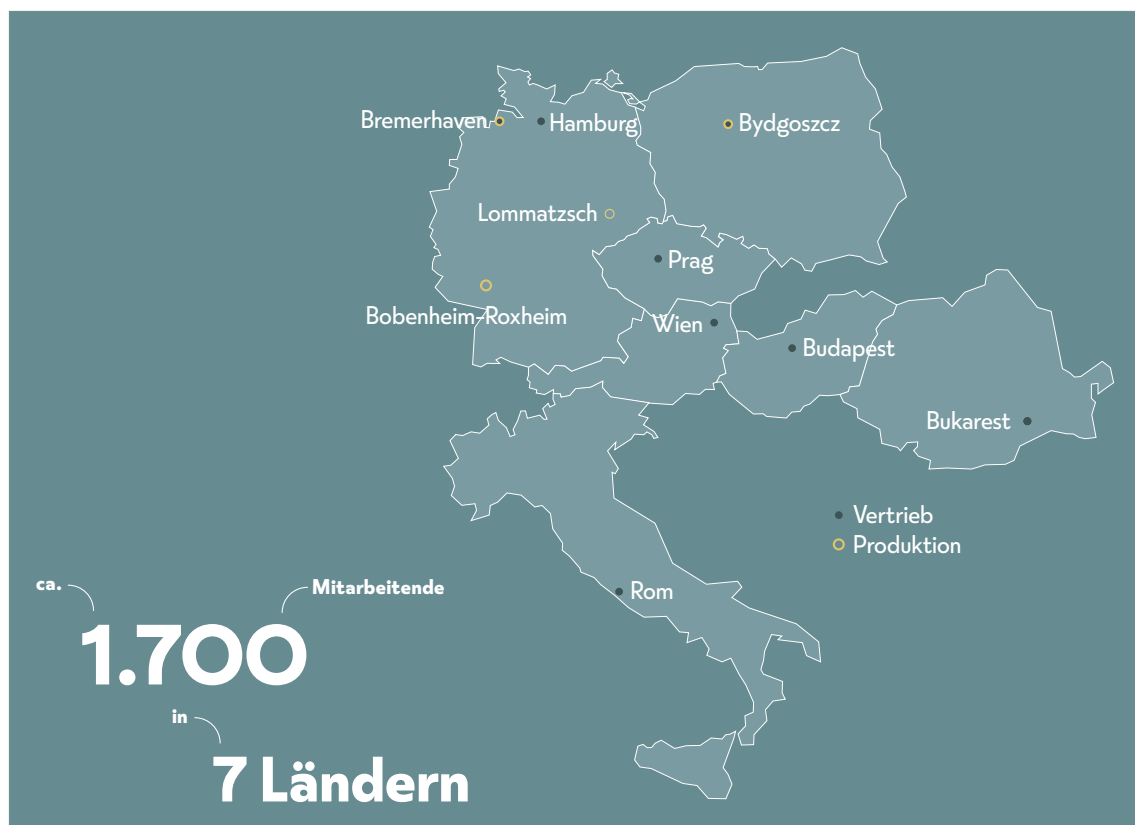 Bremerhaven
Hamburg
Bydgoszcz
Lommatzsch
Prag
Bobenheim-Roxheim
Wien
Budapest
Bukarest
Vertrieb
Produktion
Rom
ca.
Mitarbeitende
1.700
in
7 Ländern